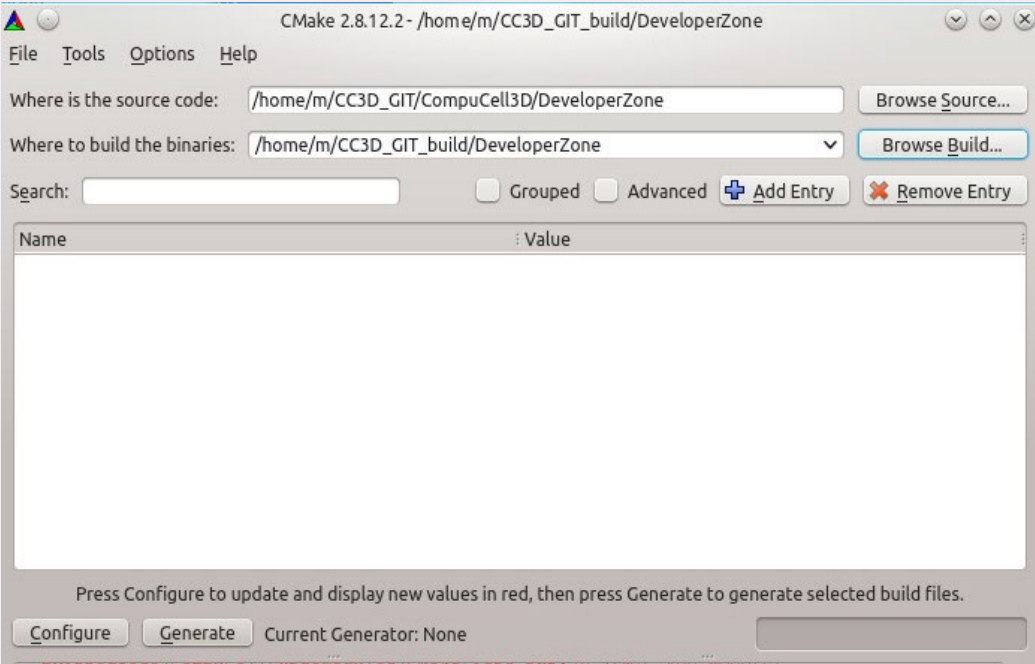 CMake 2.8.12.2 - /home/m/CC3D_GIT_build/DeveloperZone
File Tools Options Help
Where is the source code: /home/m/CC3D_GIT/CompuCell3D/DeveloperZone Browse Source...
Where to build the binaries: /home/m/CC3D_GIT_build/DeveloperZone Browse Build...
Search: Grouped Advanced Add Entry Remove Entry
Name Value
Press Configure to update and display new values in red, then press Generate to generate selected build files.
Configure Generate Current Generator: None